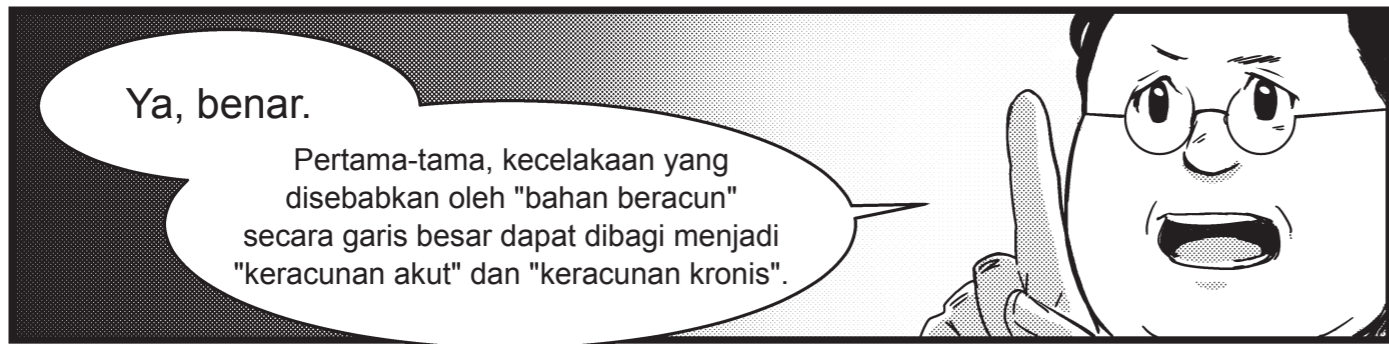 Ya, benar.
Pertama-tama, kecelakaan yang
disebabkan oleh "bahan beracun"
secara garis besar dapat dibagi menjadi
"keracunan akut" dan "keracunan kronis".